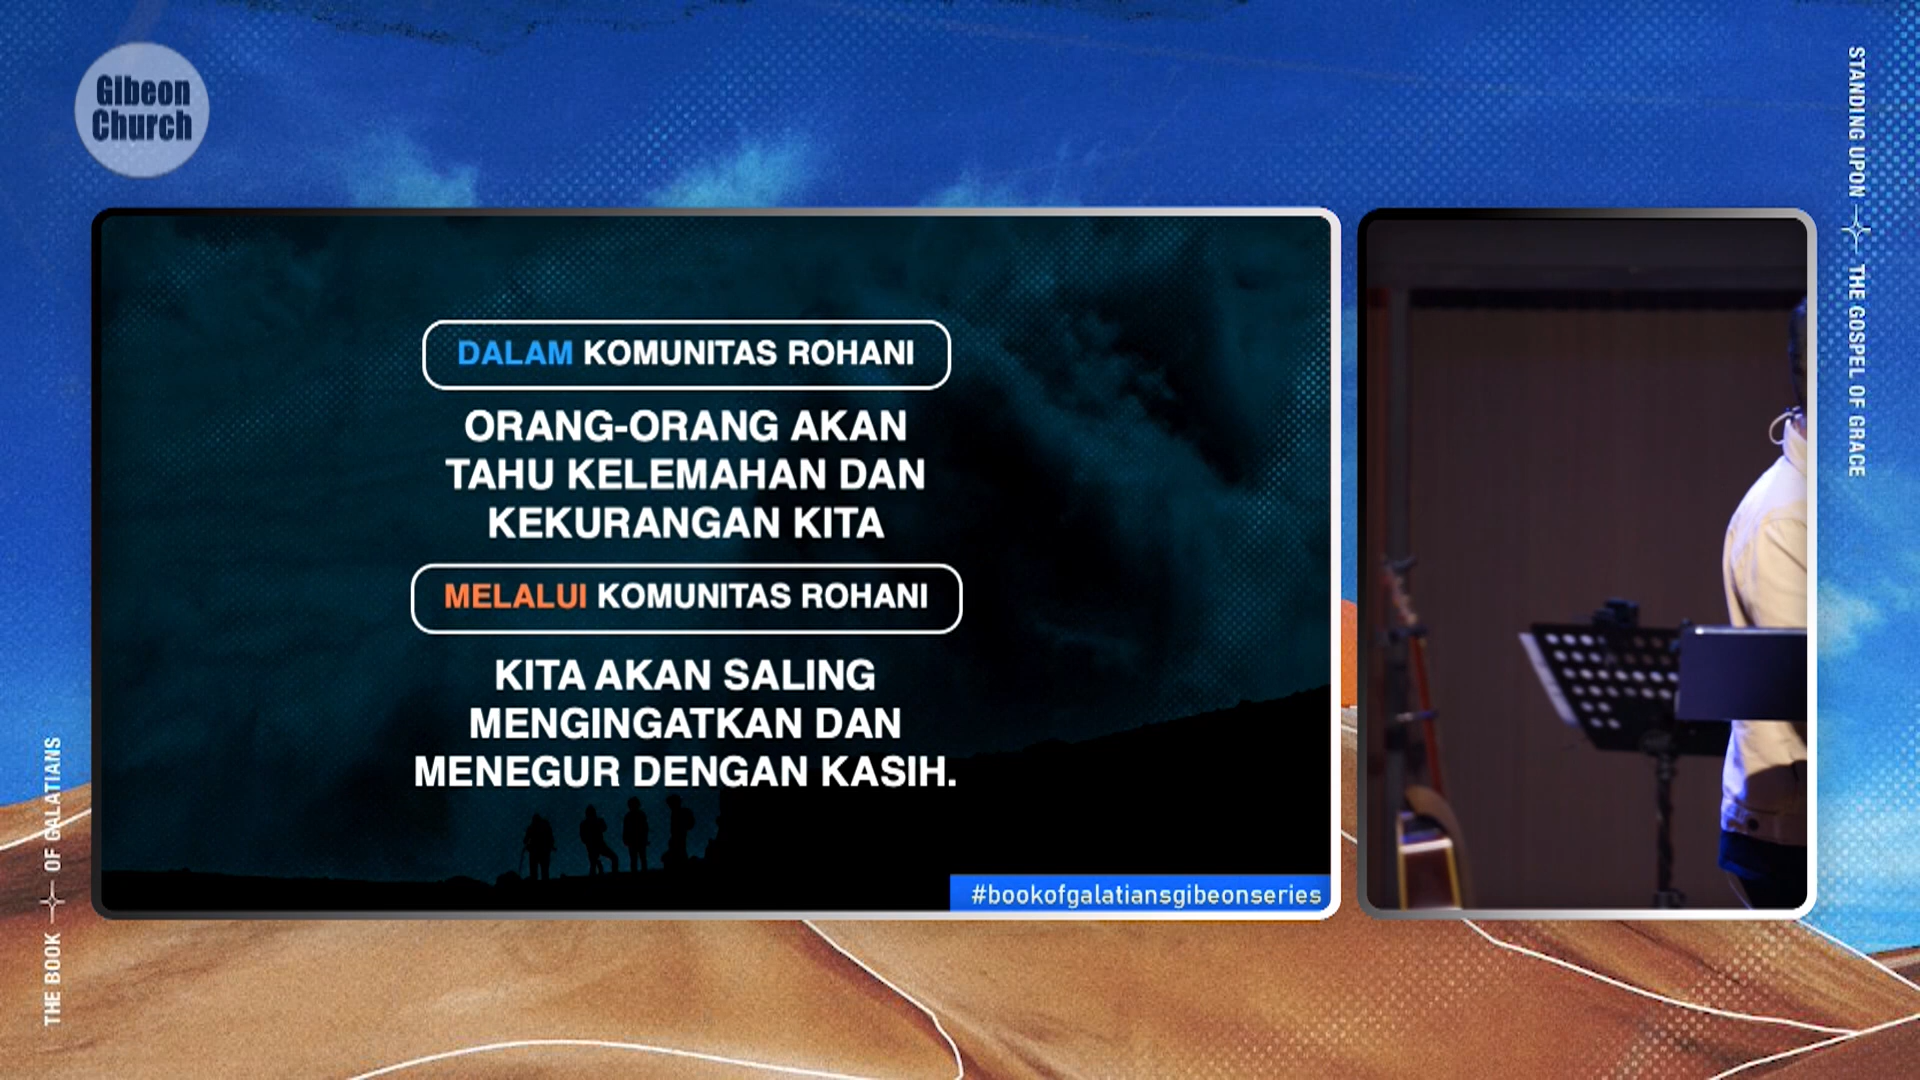 Gibeon
Church
STANDING UPON
THE GOSPEL OF GRACE
DALAM KOMUNITAS ROHANI
ORANG-ORANG AKAN
TAHU KELEMAHAN DAN
KEKURANGAN KITA
MELALUI KOMUNITAS ROHANI
KITA AKAN SALING
MENGINGATKAN DAN
MENEGUR DENGAN KASIH.
#bookofgalatiansgibeonseries
THE BOOK
OF GALATIANS